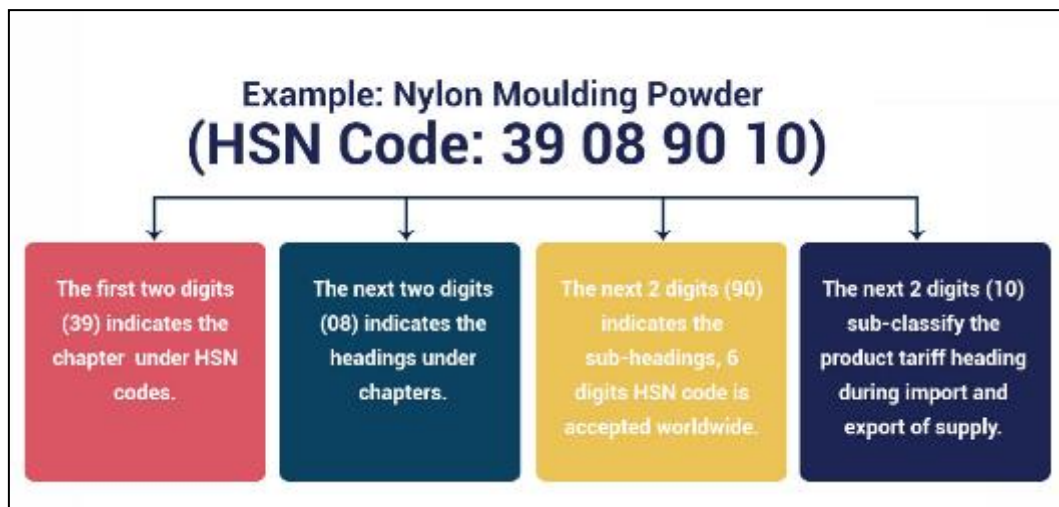 Example: Nylon Moulding Powder
(HSN Code: 39 08 90 10)
The first two digits
(39) indicates the
chapter under HSN
codes.
The next two digits
(08) indicates the
headings under
chapters.
The next 2 digits (90)
indicates the
sub-headings, 6
digits HSN code is
accepted worldwide.
The next 2 digits (10)
sub-classify the
product tariff heading
during import and
export of supply.